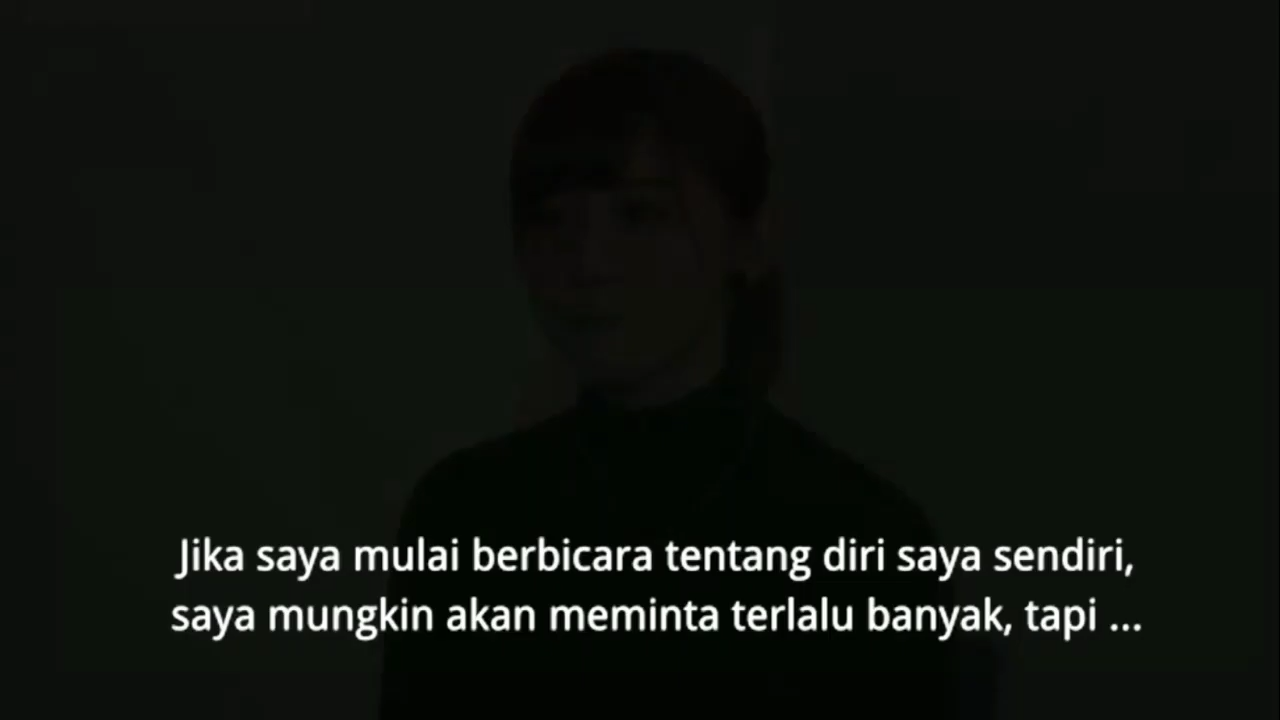 Jika saya mulai berbicara tentang diri saya sendiri,
saya mungkin akan meminta terlalu banyak, tapi ...